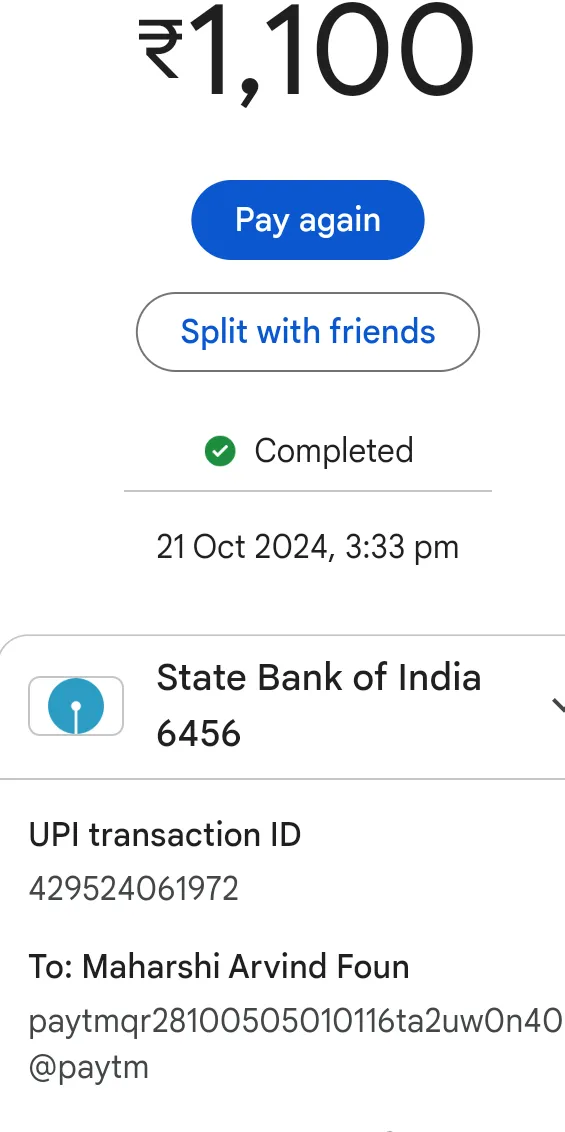 ₹1,100
Pay again
Split with friends
Completed
21 Oct 2024, 3:33 pm
State Bank of India
6456
UPI transaction ID
429524061972
To: Maharshi Arvind Foun
paytmqr28100505010116ta2uw0n40
@paytm